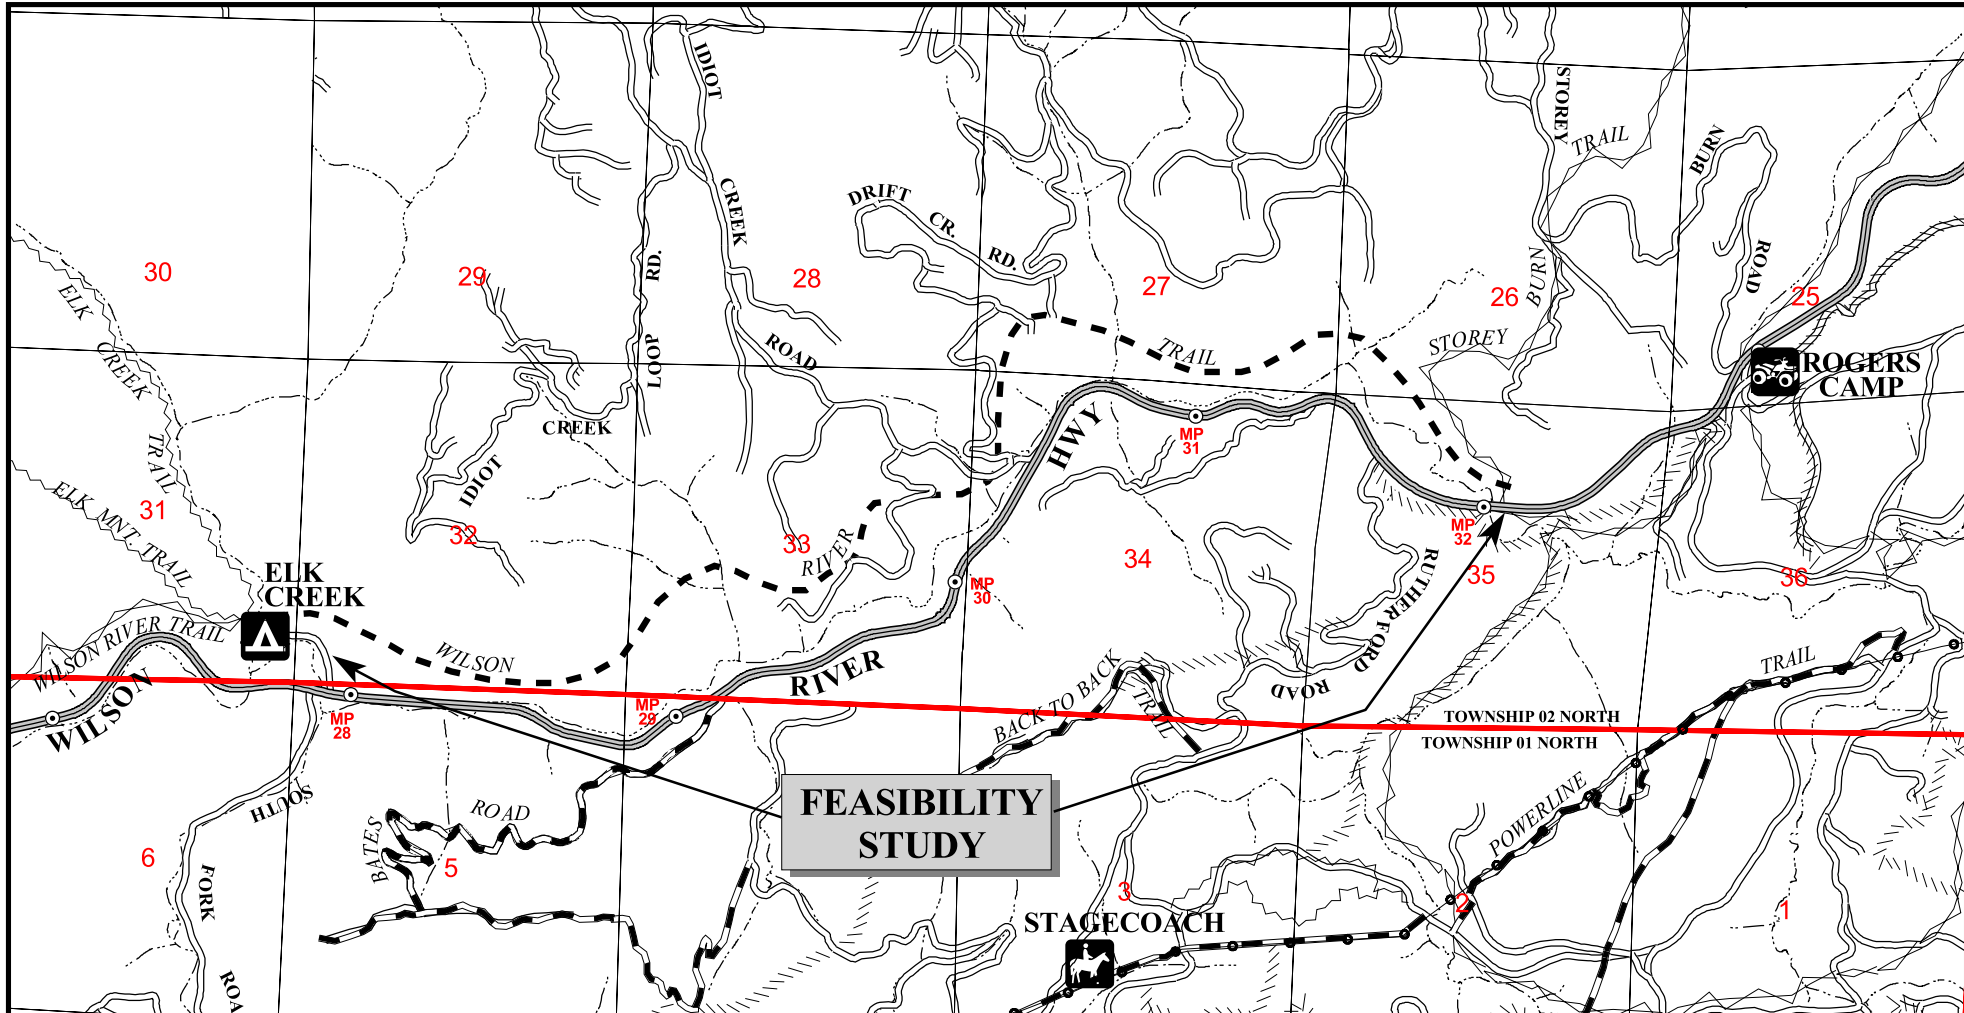 IDIOT
CREEK
ROAD
STOREY
TRAIL
BURN
ROAD
DRIFT
CR.
RD.
RD.
LOOP
CREEK
IDIOT
30
29
28
27
26
25
ELK
CREEK
TRAIL
BURN
STOREY
TRAIL
ROGERS
CAMP
HWY
MP
31
ELK MNT. TRAIL
31
32
33
34
35
36
RIVER
MP
32
RUTHERFORD
ROAD
ELK
CREEK
MP
30
WILSON RIVER TRAIL
WILSON
WILSON
RIVER
MP
28
MP
29
BACK TO BACK
TRAIL
TRAIL
TOWNSHIP 02 NORTH
TOWNSHIP 01 NORTH
POWERLINE
SOUTH
FORK
ROA
BATES
ROAD
FEASIBILITY
STUDY
6
5
3
2
1
STAGECOACH